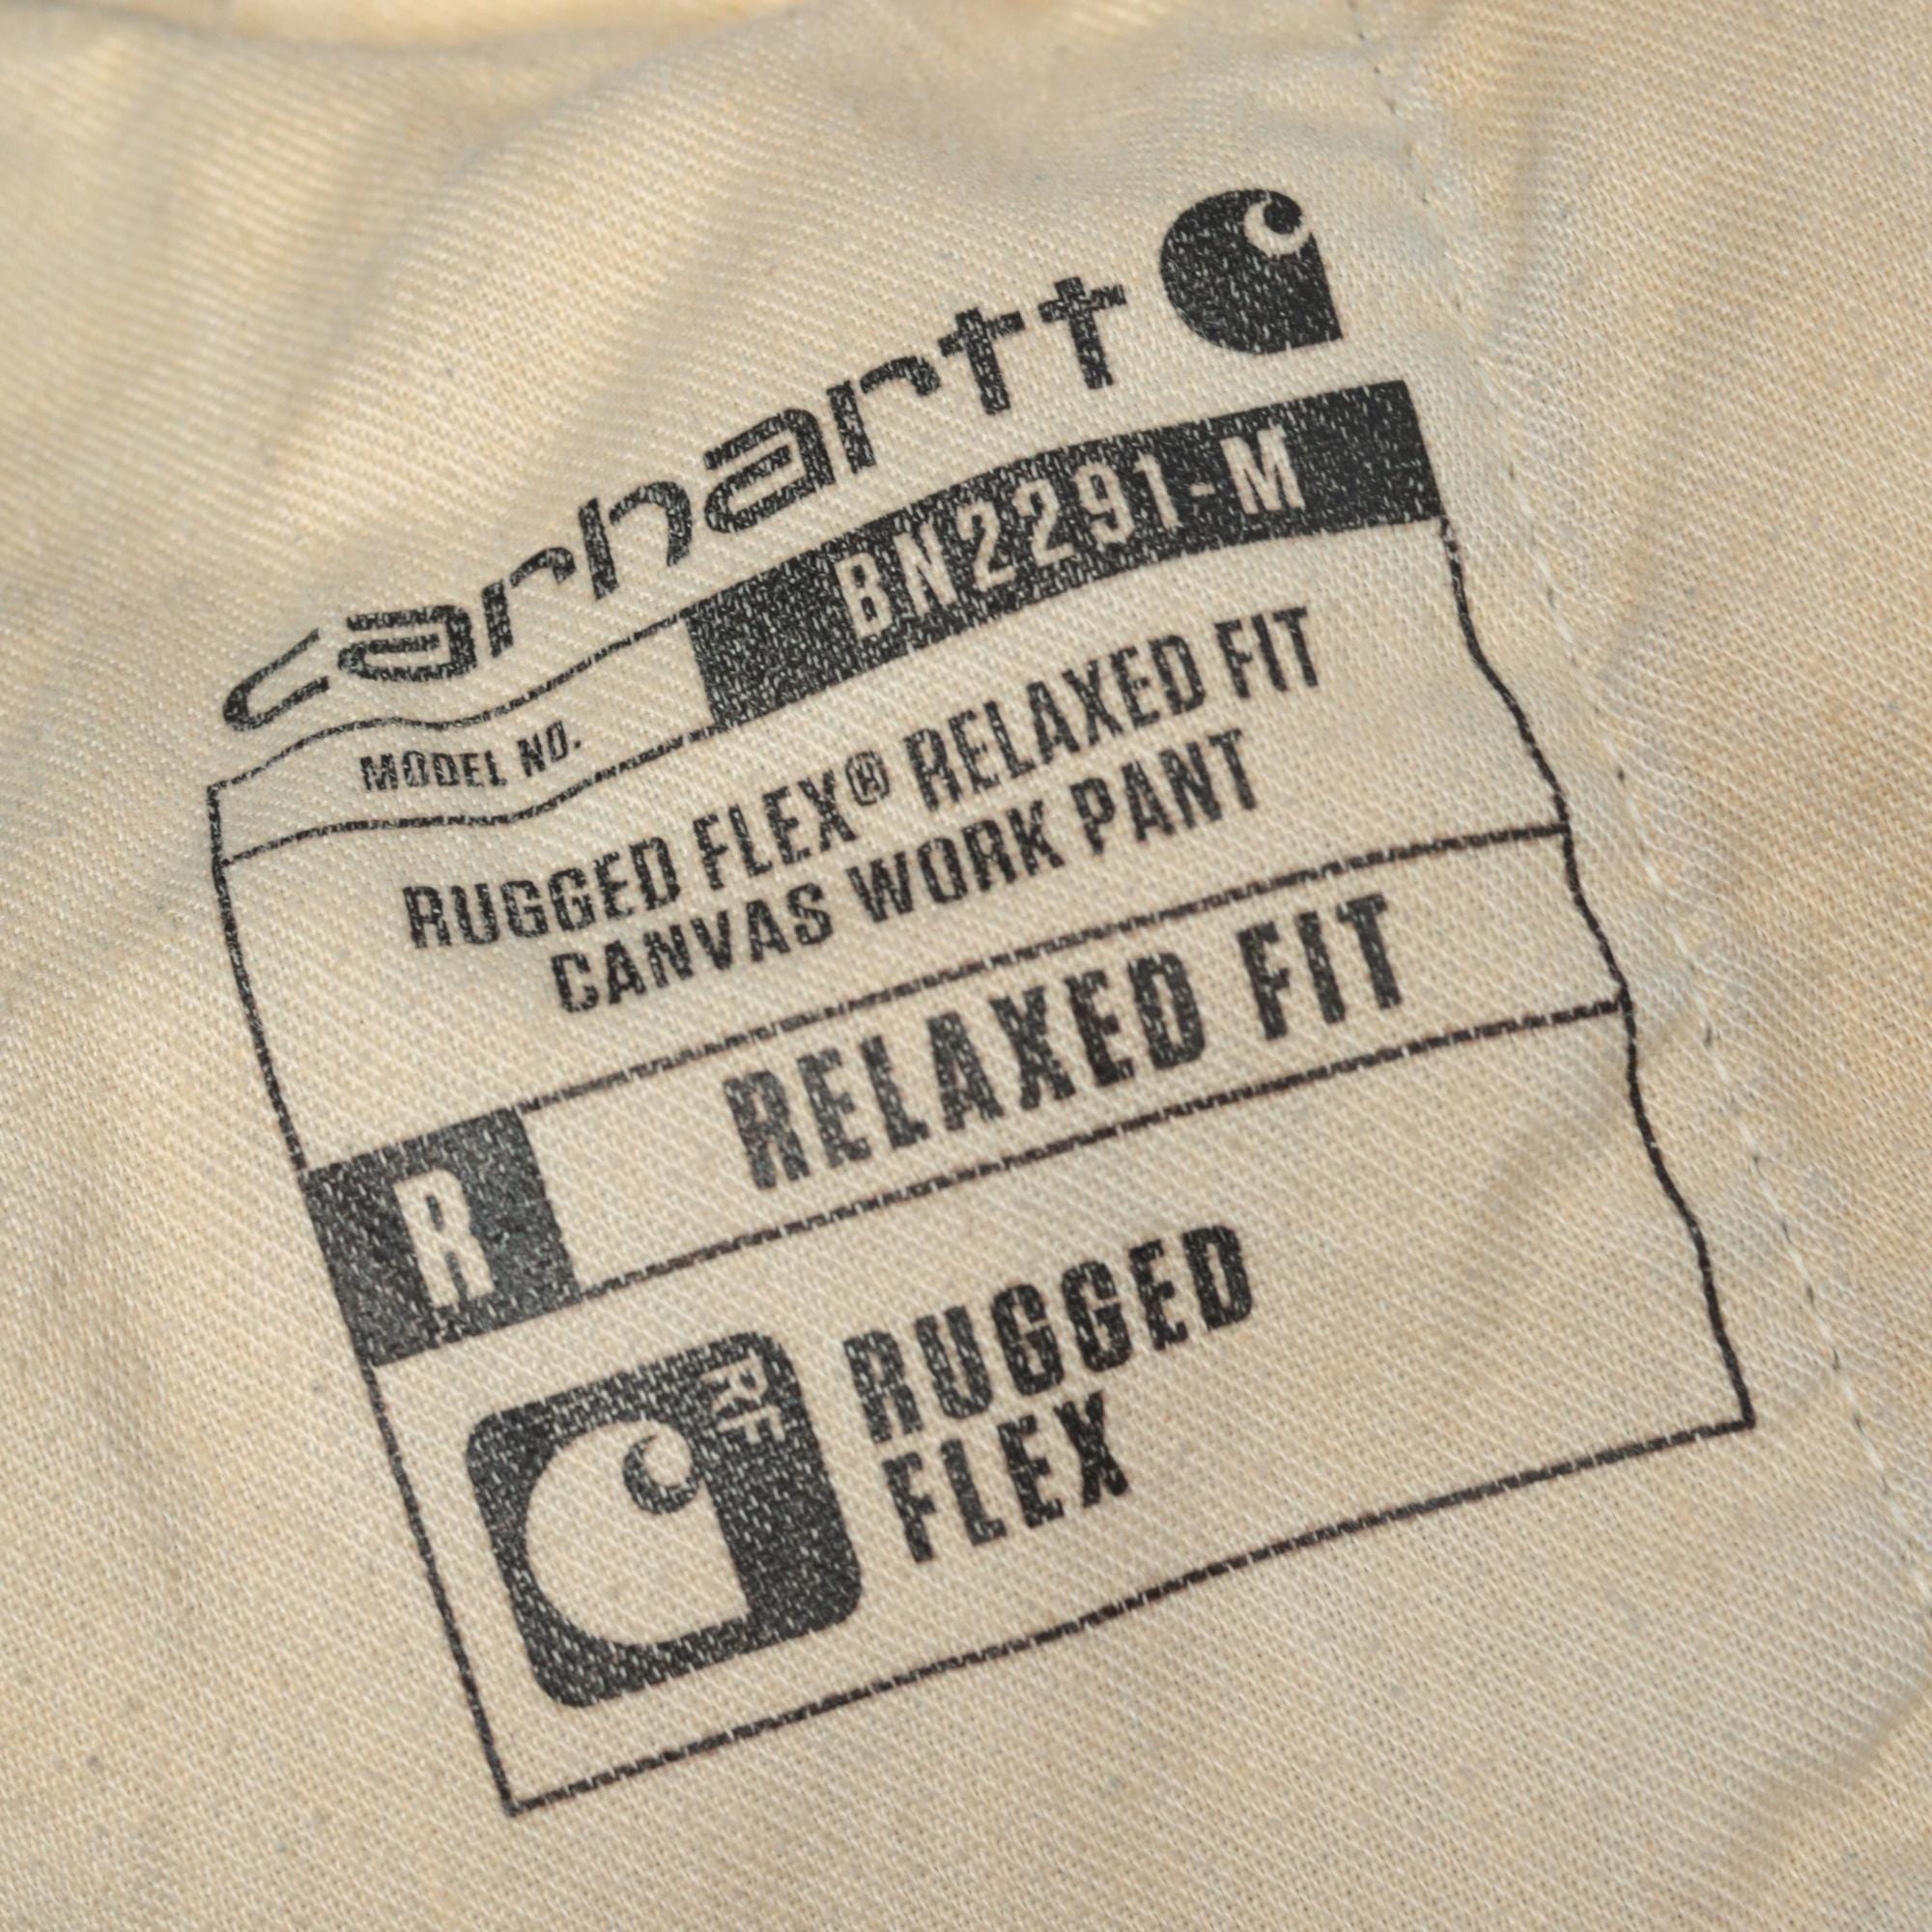 carhartt
MODEL NO. BN2291-M
RUGGED FLEX® RELAXED FIT
CANVAS WORK PANT
R RELAXED FIT
RF
RUGGED
FLEX